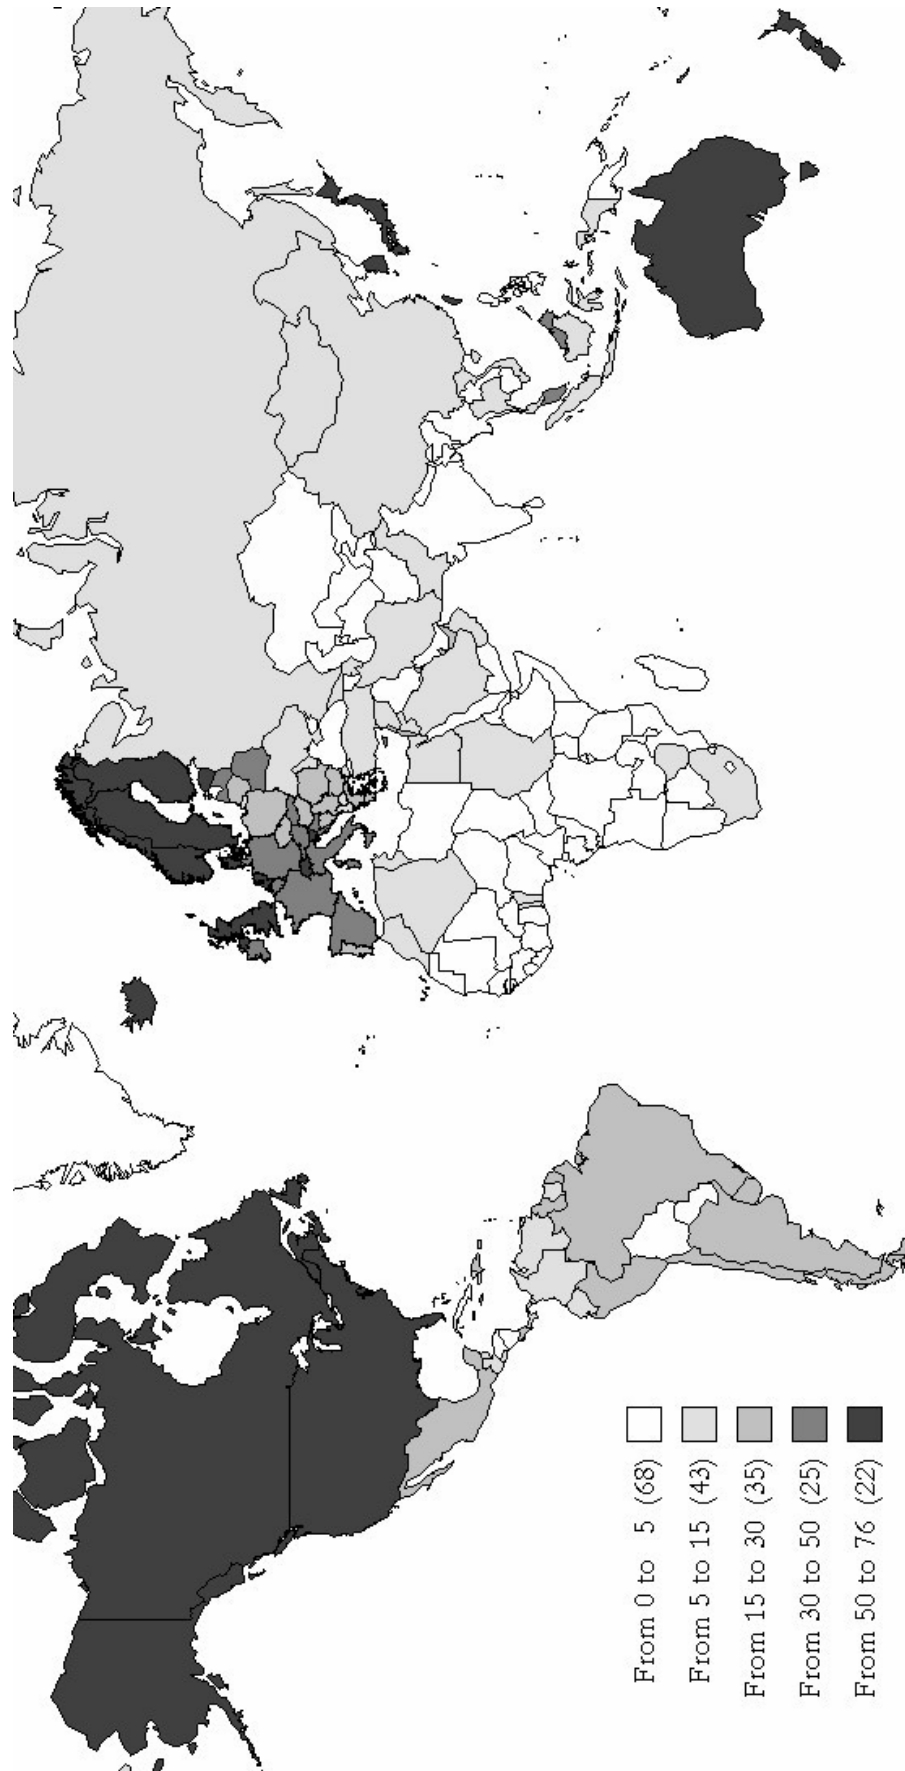 From 0 to 5 (68)
From 5 to 15 (43)
From 15 to 30 (35)
From 30 to 50 (25)
From 50 to 76 (22)